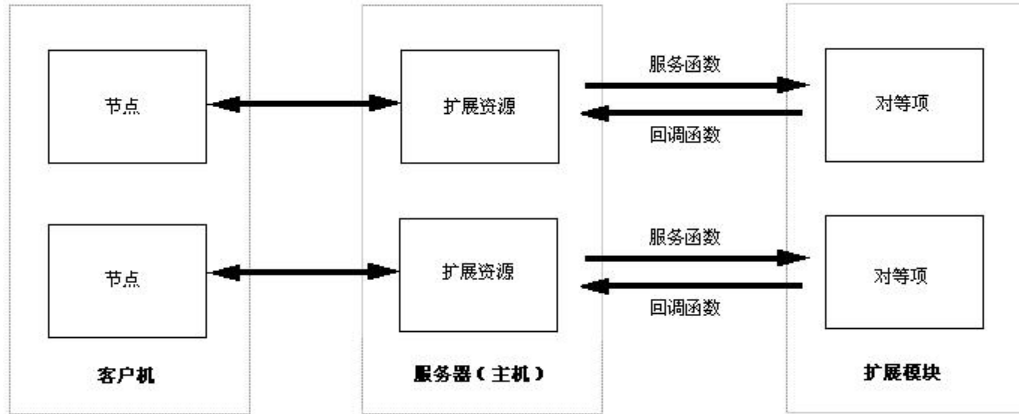 服务函数
节点
扩展资源
对等项
回调函数
服务函数
节点
扩展资源
对等项
回调函数
客户机
服务器（主机）
扩展模块